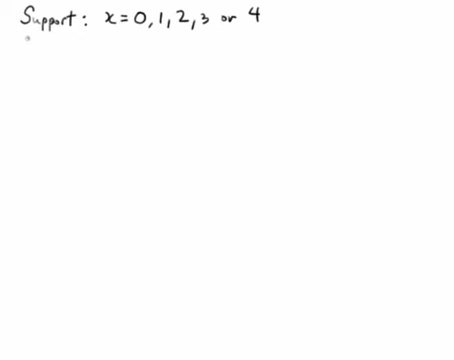 Support: x = 0, 1, 2, 3 or 4